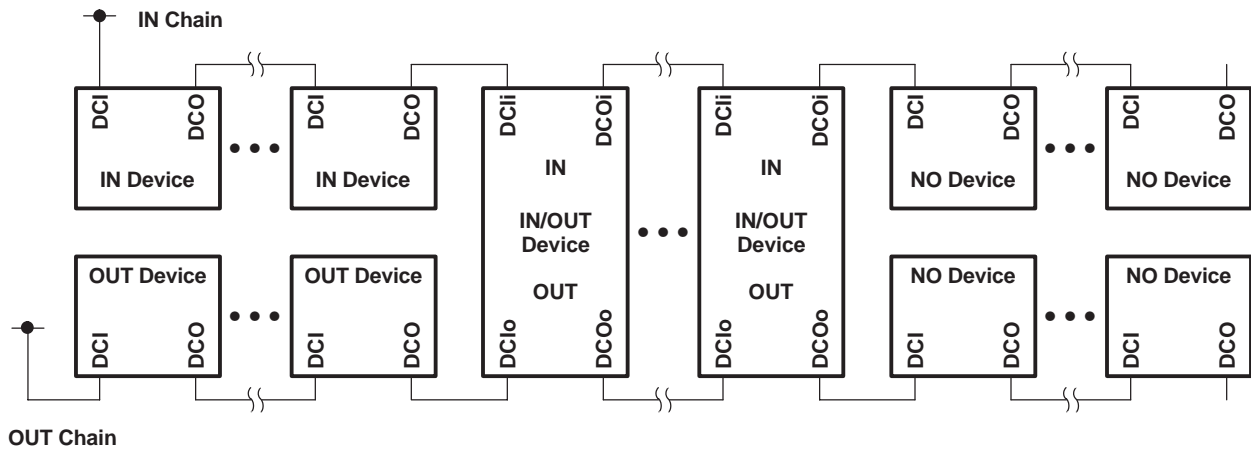 IN Chain
DCI
DCO
DCI
DCO
DCIi
DCOi
DCIi
DCOi
DCI
DCO
DCI
DCO
IN Device
IN Device
IN
IN
NO Device
NO Device
IN/OUT
Device
IN/OUT
Device
OUT Device
OUT Device
OUT
OUT
NO Device
NO Device
DCI
DCO
DCI
DCO
DCIo
DCOo
DCIo
DCOo
DCI
DCO
DCI
DCO
OUT Chain